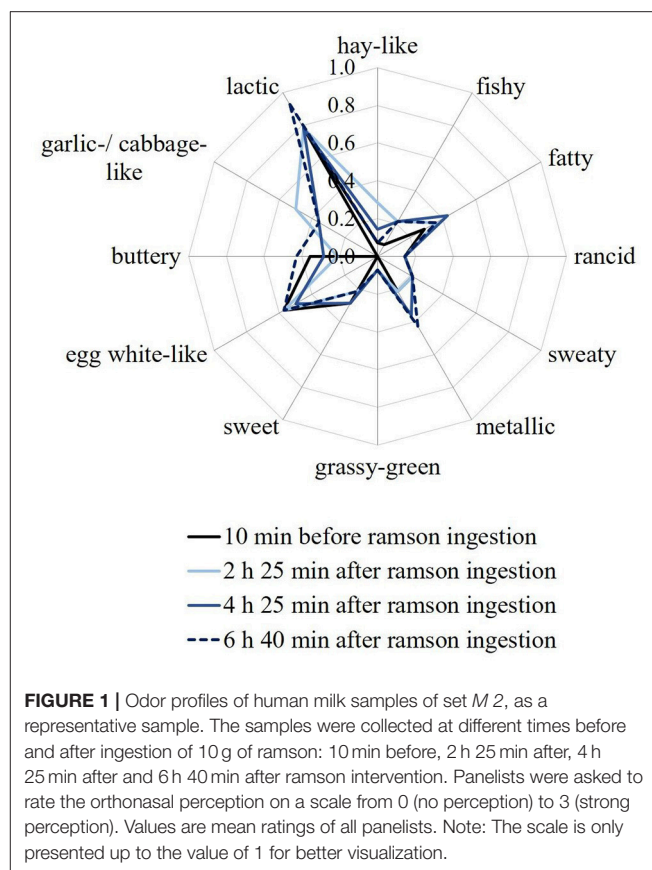 hay-like
1.0
lactic
fishy
0.8
garlic-/ cabbage-
like
0.6
fatty
0.4
0.2
buttery
0.0
rancid
egg white-like
sweaty
sweet
metallic
grassy-green
10 min before ramson ingestion
2 h 25 min after ramson ingestion
4 h 25 min after ramson ingestion
6 h 40 min after ramson ingestion
FIGURE 1 | Odor profiles of human milk samples of set M 2, as a
representative sample. The samples were collected at different times before
and after ingestion of 10 g of ramson: 10 min before, 2 h 25 min after, 4 h
25 min after and 6 h 40 min after ramson intervention. Panelists were asked to
rate the orthonasal perception on a scale from 0 (no perception) to 3 (strong
perception). Values are mean ratings of all panelists. Note: The scale is only
presented up to the value of 1 for better visualization.